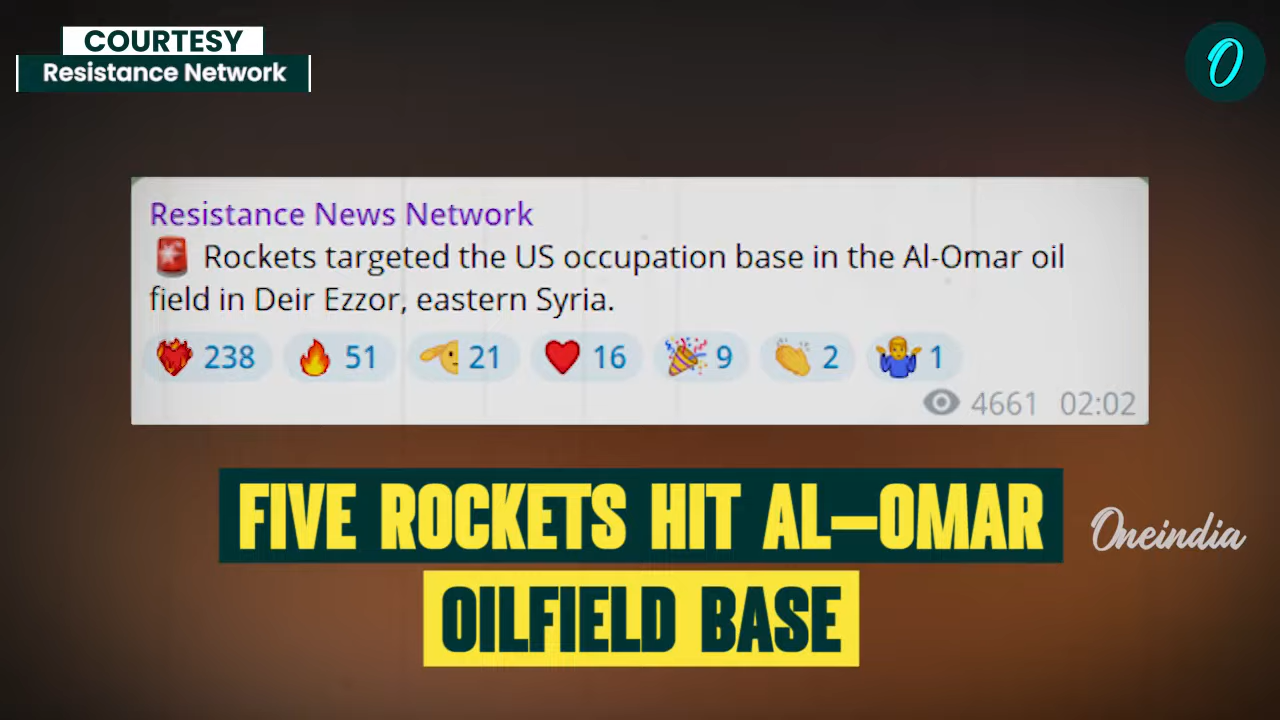 COURTESY
Resistance Network
O
Resistance News Network
🚨 Rockets targeted the US occupation base in the Al-Omar oil
field in Deir Ezzor, eastern Syria.
❤️‍🔥 238 🔥 51 🫡 21 ❤️ 16 🎉 9 👏 2 🤷‍♂️ 1
4661 02:02
FIVE ROCKETS HIT AL–OMAR
Oneindia
OILFIELD BASE